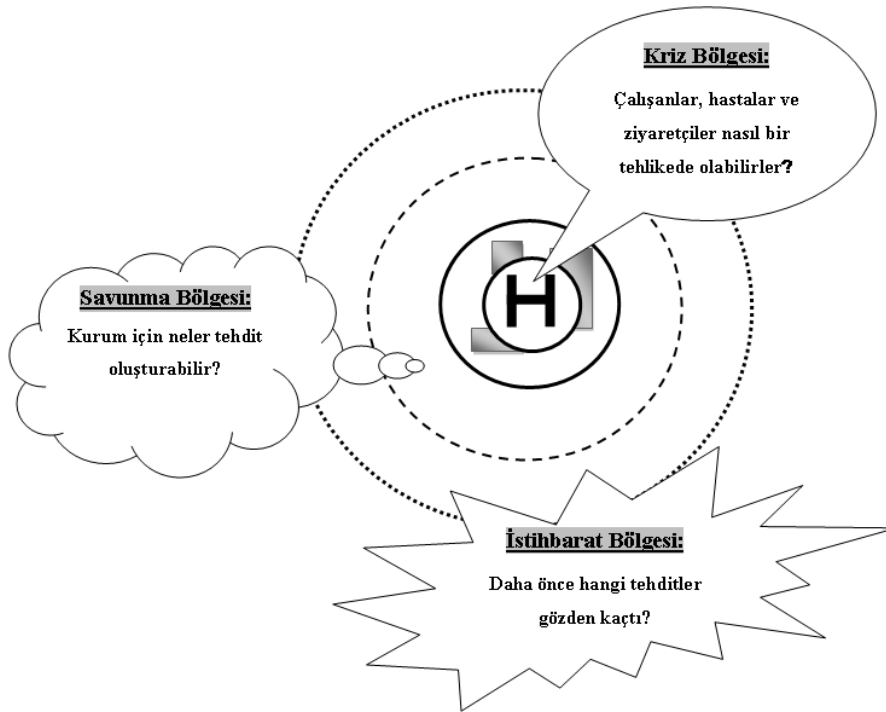 Kriz Bölgesi:
Çalışanlar, hastalar ve
ziyaretçiler nasıl bir
tehlikede olabilirler?
Savunma Bölgesi:
Kurum için neler tehdit
oluşturabilir?
H
İstihbarat Bölgesi:
Daha önce hangi tehditler
gözden kaçtı?